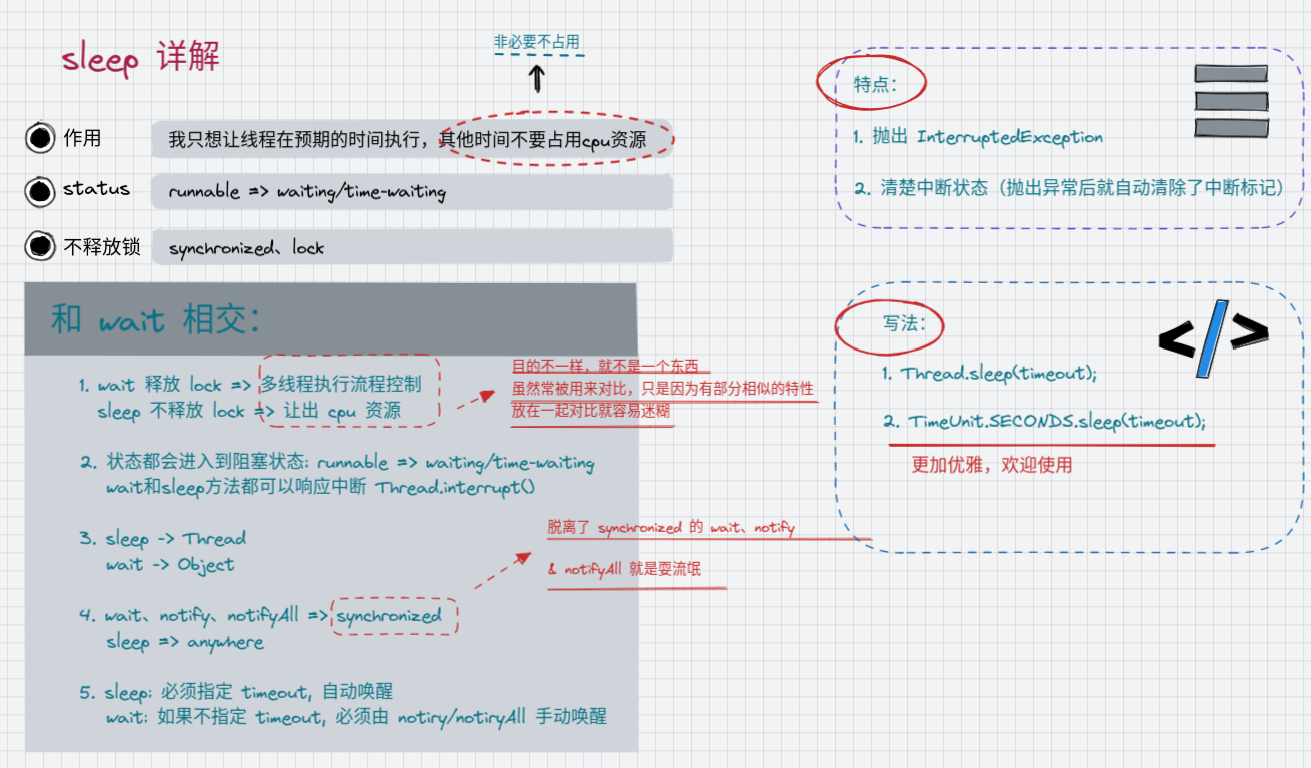 sleep 详解
非必要不占用
作用
我只想让线程在预期的时间执行，其他时间不要占用cpu资源
status
runnable => waiting/time-waiting
不释放锁
synchronized、lock
和 wait 相交：
1. wait 释放 lock => 多线程执行流程控制
sleep 不释放 lock => 让出 cpu 资源
目的不一样，就不是一个东西
虽然常被用来对比，只是因为有部分相似的特性
放在一起对比就容易迷糊
2. 状态都会进入到阻塞状态: runnable => waiting/time-waiting
wait和sleep方法都可以响应中断 Thread.interrupt()
3. sleep -> Thread
wait -> Object
脱离了 synchronized 的 wait、notify
& notifyAll 就是耍流氓
4. wait、notify、notifyAll => synchronized
sleep => anywhere
5. sleep: 必须指定 timeout, 自动唤醒
wait: 如果不指定 timeout, 必须由 notiry/notiryAll 手动唤醒
特点：
1. 抛出 InterruptedException
2. 清楚中断状态（抛出异常后就自动清除了中断标记）
写法：
</>
1. Thread.sleep(timeout);
2. TimeUnit.SECONDS.sleep(timeout);
更加优雅，欢迎使用